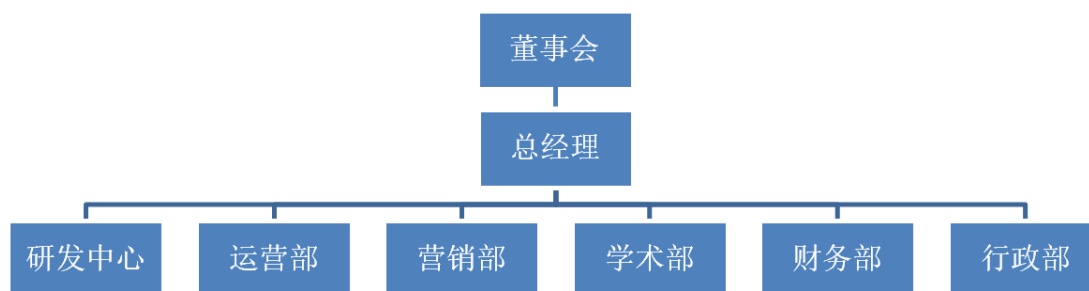 董事会
总经理
研发中心
运营部
营销部
学术部
财务部
行政部